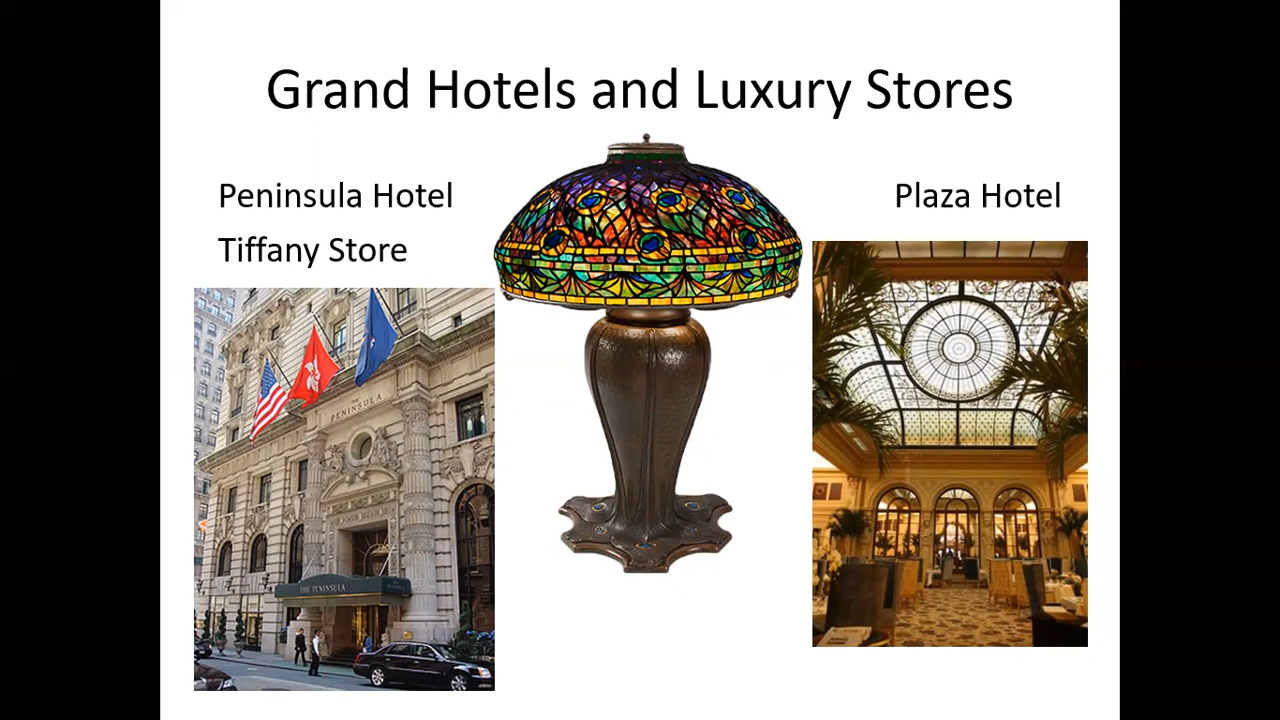 Grand Hotels and Luxury Stores
Peninsula Hotel
Tiffany Store
Plaza Hotel
THE
PENINSULA
THE PENINSULA